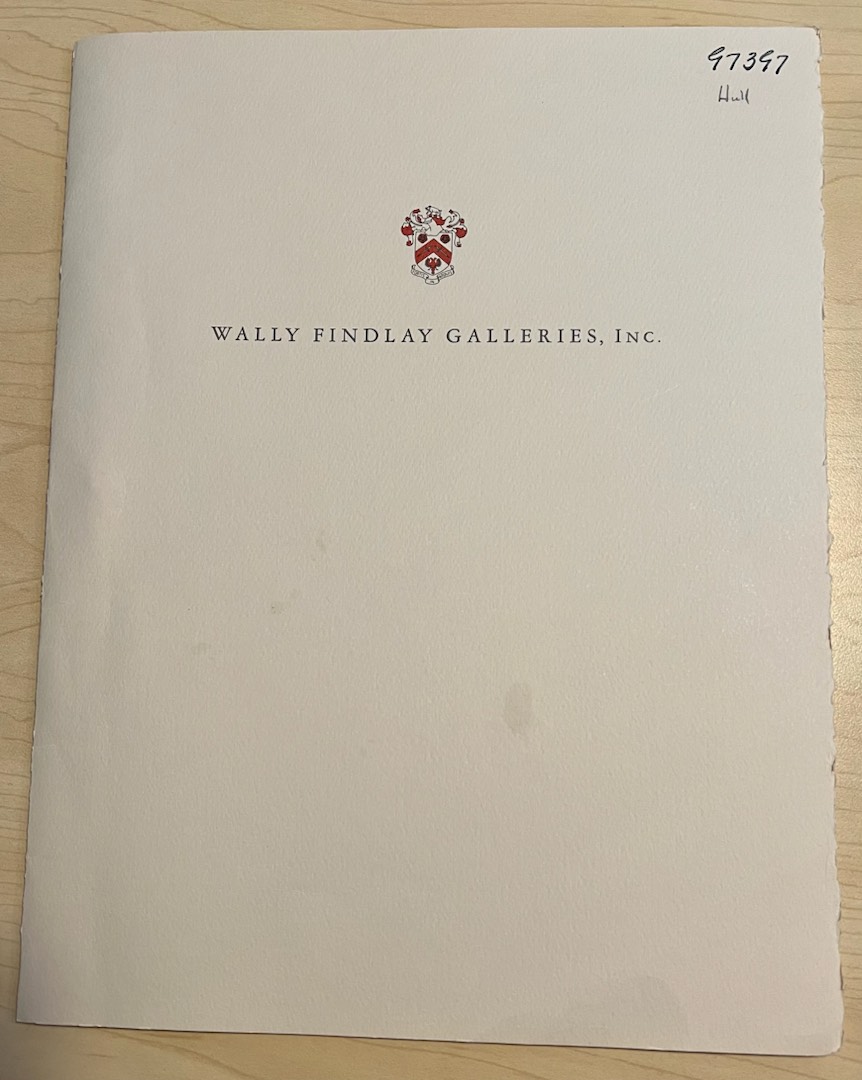 97397
Hull
WALLY FINDLAY GALLERIES, INC.